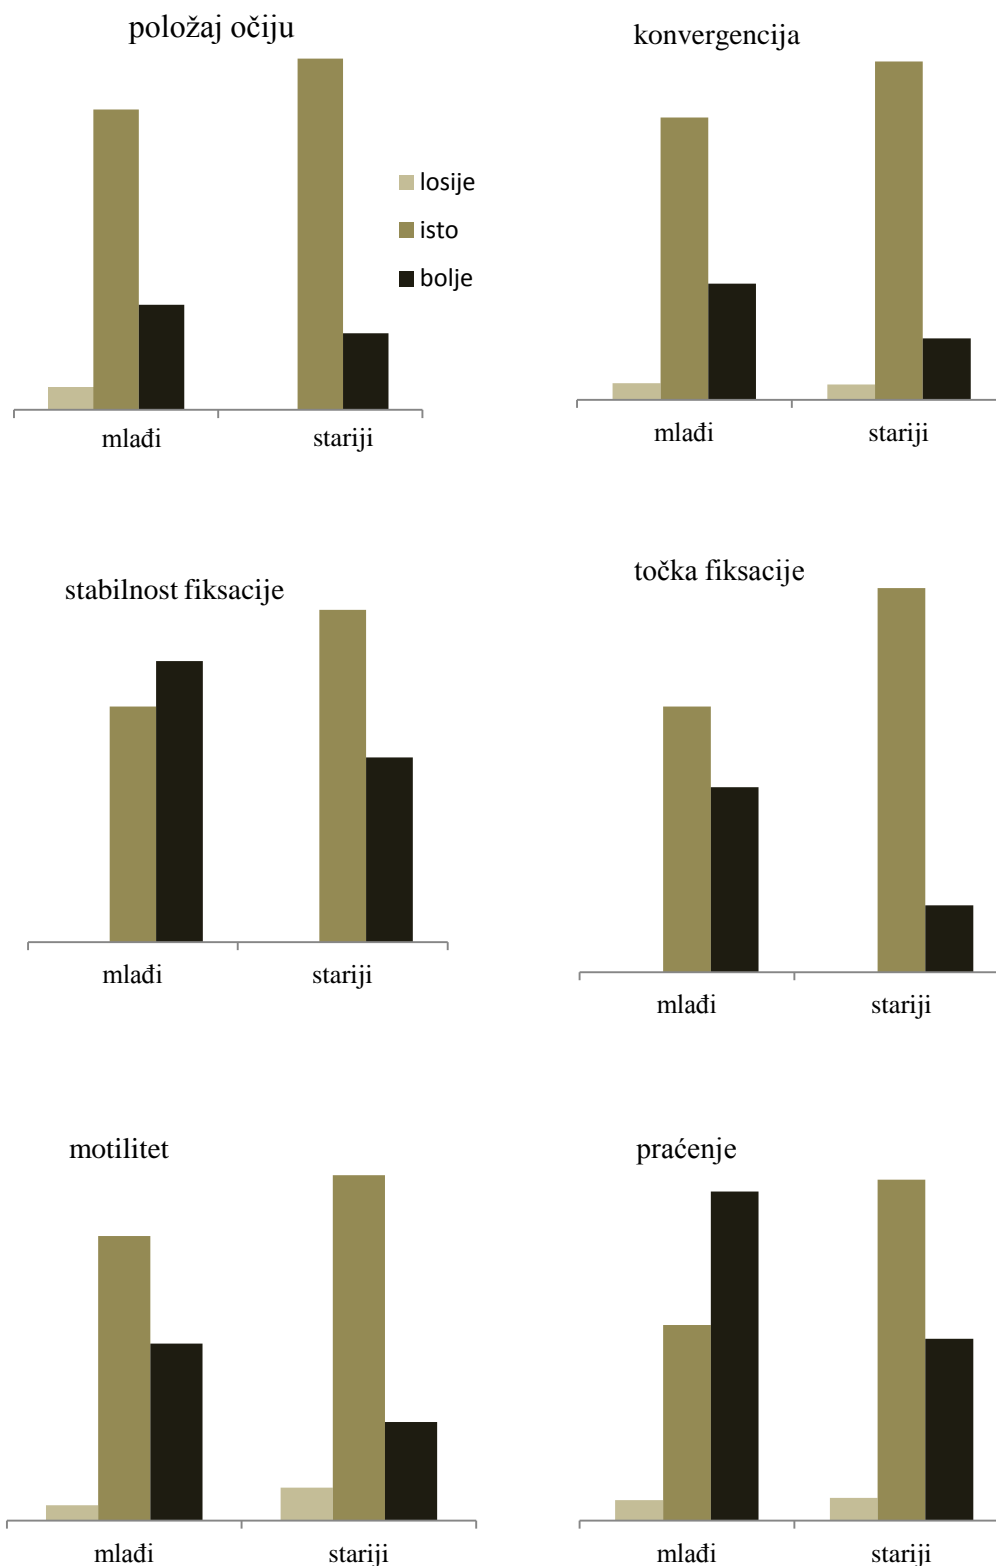 položaj očiju
konvergencija
losije
isto
bolje
mlađi
stariji
mlađi
stariji
stabilnost fiksacije
točka fiksacije
mlađi
stariji
mlađi
stariji
motilitet
praćenje
mlađi
stariji
mlađi
stariji